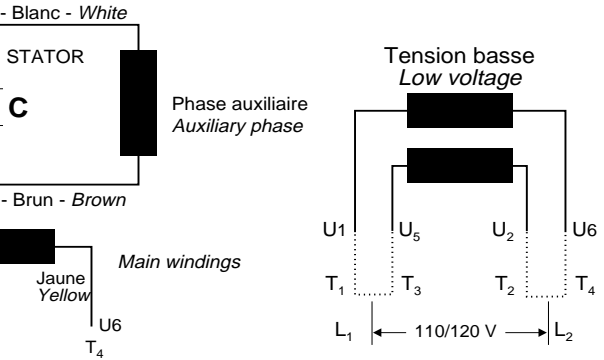 - Blanc - White
STATOR
C
Phase auxiliaire
Auxiliary phase
- Brun - Brown
Main windings
Jaune
Yellow
U6
T4
Tension basse
Low voltage
U1 U5 U2 U6
T1 T3 T2 T4
L1 110/120 V L2